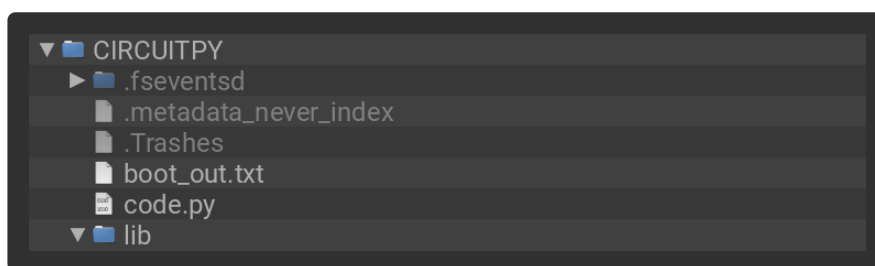 CIRCUITPY
.fseventsd
.metadata_never_index
.Trashes
boot_out.txt
code.py
lib